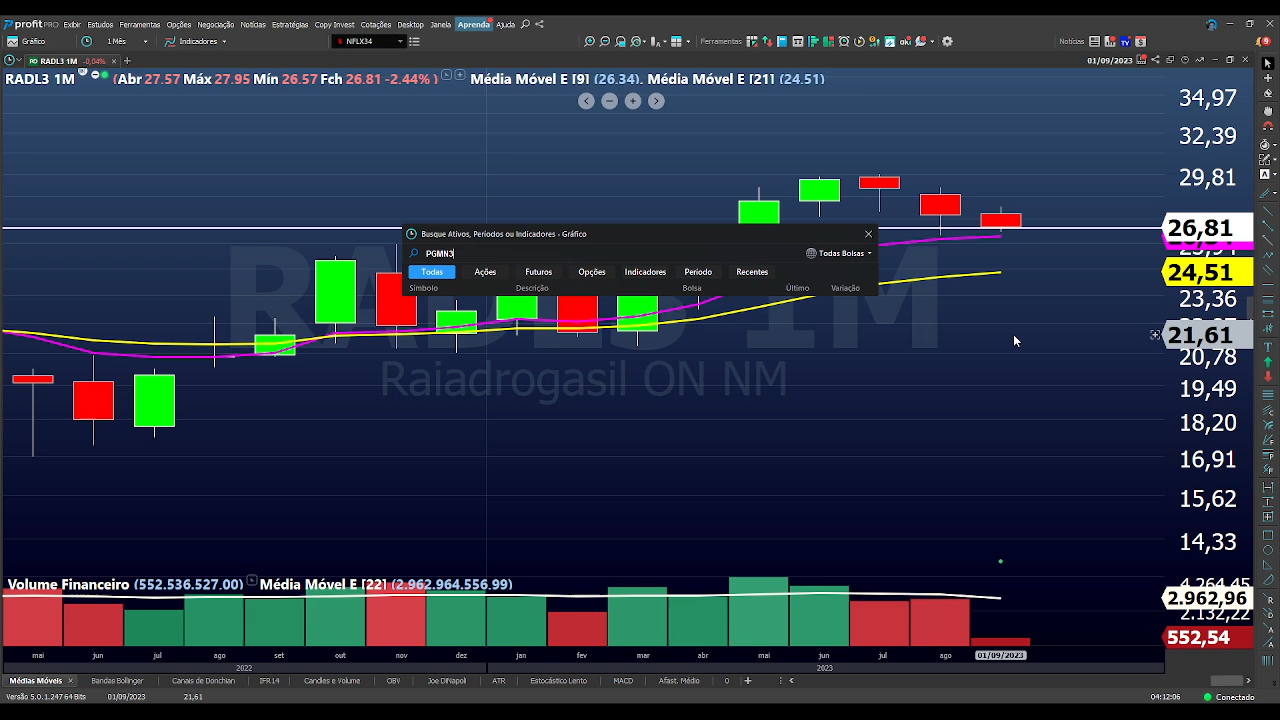 profit PRO Exibir Estudos Ferramentas Opções Negociação Notícias Estratégias Copy Invest Cotações Desktop Janela Aprenda Ajuda
Gráfico 1 Mês Indicadores NFLX34 Ferramentas Notícias 9
RADL3 1M -0,04% 01/09/2023
RADL3 1M (Abr 27.57 Máx 27.95 Mín 26.57 Fch 26.81 -2.44% ) Média Móvel E [9] (26.34). Média Móvel E [21] (24.51)
34,97
32,39
29,81
26,81
24,51
23,36
21,61
20,78
19,49
18,20
16,91
15,62
14,33
RADL3 1M
Raiadrogasil ON NM
Busque Ativos, Períodos ou Indicadores - Gráfico
PGMN3 Todas Bolsas
Todas Ações Futuros Opções Indicadores Período Recentes
Símbolo Descrição Bolsa Último Variação
Volume Financeiro (552.536.527.00) Média Móvel E [22] (2.962.964.556.99)
4.264,45
2.962,96
2.132,22
552,54
mai jun jul ago set out nov dez jan fev mar abr mai jun jul ago 01/09/2023
2022 2023
Médias Móveis Bandas Bollinger Canais de Donchian IFR.14 Candles e Volume OBV Joe DiNapoli ATR Estocástico Lento MACD Afast. Médio 0
Versão 5.0.1.247 64 Bits 01/09/2023 21,61 04:12:06 Conectado